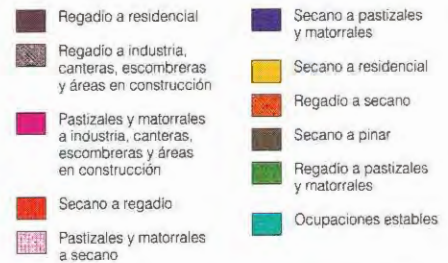 Regadío a residencial
Regadío a industria,
canteras, escombreras
y áreas en construcción
Pastizales y matorrales
a industria, canteras,
escombreras y áreas
en construcción
Secano a regadío
Pastizales y matorrales
a secano
Secano a pastizales
y matorrales
Secano a residencial
Regadío a secano
Secano a pinar
Regadío a pastizales
y matorrales
Ocupaciones estables